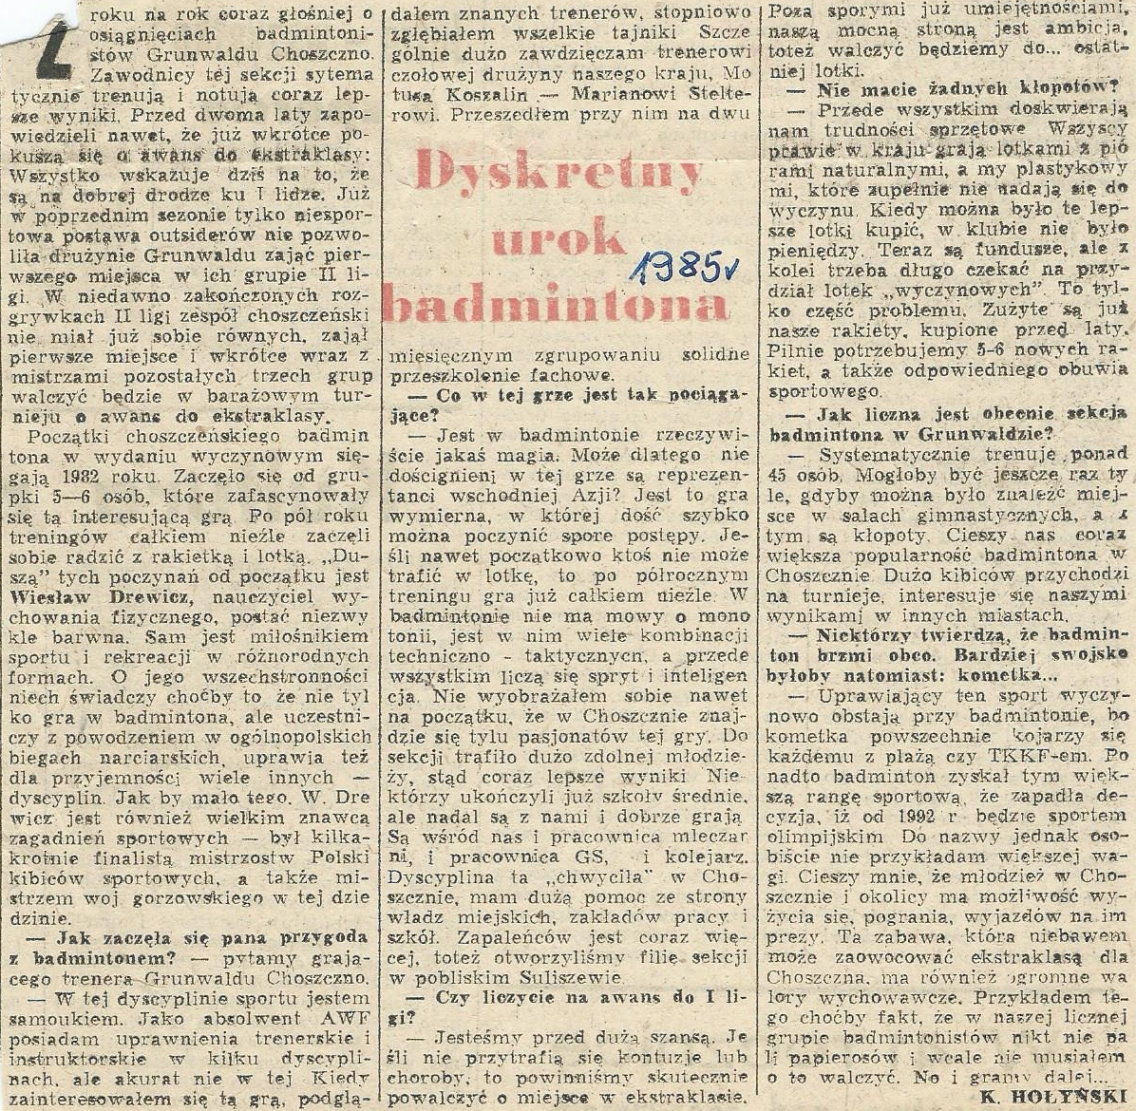 Z roku na rok coraz głośniej o
osiągnięciach badmintoni-
stów Grunwaldu Choszczno.
Zawodnicy tej sekcji systema
tycznie trenują i notują coraz lep-
sze wyniki. Przed dwoma laty zapo-
wiedzieli nawet, że już wkrótce po-
kuszą się o awans do ekstraklasy:
Wszystko wskazuje dziś na to, że
są na dobrej drodze ku I lidze. Już
w poprzednim sezonie tylko niespor-
towa postawa outsiderów nie pozwo-
liła drużynie Grunwaldu zająć pier-
wszego miejsca w ich grupie II li-
gi. W niedawno zakończonych roz-
grywkach II ligi zespół choszczeński
nie miał już sobie równych, zajął
pierwsze miejsce i wkrótce wraz z
mistrzami pozostałych trzech grup
walczyć będzie w barażowym tur-
nieju o awans do ekstraklasy.
Początki choszczeńskiego badmin
tona w wydaniu wyczynowym się-
gają 1982 roku. Zaczęło się od gru-
pki 5—6 osób, które zafascynowały
się tą interesującą grą. Po pół roku
treningów całkiem nieźle zaczęli
sobie radzić z rakietką i lotką. „Du-
szą” tych poczynań od początku jest
Wiesław Drewicz, nauczyciel wy-
chowania fizycznego, postać niezwy
kle barwna. Sam jest miłośnikiem
sportu i rekreacji w różnorodnych
formach. O jego wszechstronności
niech świadczy choćby to że nie tyl
ko gra w badmintona, ale uczestni-
czy z powodzeniem w ogólnopolskich
biegach narciarskich, uprawia też
dla przyjemności wiele innych —
dyscyplin. Jak by mało tego. W. Dre
wicz jest również wielkim znawcą
zagadnień sportowych — był kilka-
krotnie finalistą mistrzostw Polski
kibiców sportowych, a także mi-
strzem woj. gorzowskiego w tej dzie
dzinie.
— Jak zaczęła się pana przygoda
z badmintonem? — pytamy grają-
cego trenera Grunwaldu Choszczno.
— W tej dyscyplinie sportu jestem
samoukiem. Jako absolwent AWF
posiadam uprawnienia trenerskie i
instruktorskie w kilku dyscypli-
nach, ale akurat nie w tej Kiedy
zainteresowałem się tą grą, podglą-
dałem znanych trenerów, stopniowo
zgłębiałem wszelkie tajniki Szcze
gólnie dużo zawdzięczam trenerowi
czołowej drużyny naszego kraju, Mo
tusa Koszalin — Marianowi Stelte-
rowi. Przeszedłem przy nim na dwu
Dyskretny
urok
1985r
badmintona
miesięcznym zgrupowaniu solidne
przeszkolenie fachowe.
— Co w tej grze jest tak pociąga-
jące?
— Jest w badmintonie rzeczywi-
ście jakaś magia. Może dlatego nie
doścignieni w tej grze są reprezen-
tanci wschodniej Azji? Jest to gra
wymierna, w której dość szybko
można poczynić spore postępy. Je-
śli nawet początkowo ktoś nie może
trafić w lotkę, to po półrocznym
treningu gra już całkiem nieźle. W
badmintonie nie ma mowy o mono
tonii, jest w nim wiele kombinacji
techniczno - taktycznych, a przede
wszystkim liczą się spryt i inteligen
cja. Nie wyobrażałem sobie nawet
na początku, że w Choszcznie znaj-
dzie się tylu pasjonatów tej gry. Do
sekcji trafiło dużo zdolnej młodzie-
ży, stąd coraz lepsze wyniki Nie-
którzy ukończyli już szkoły średnie,
ale nadal są z nami i dobrze grają
Są wśród nas i pracownica mleczar
ni, i pracownica GS, i kolejarz.
Dyscyplina ta „chwyciła” w Cho-
szcznie, mam dużą pomoc ze strony
władz miejskich, zakładów pracy i
szkół. Zapaleńców jest coraz wię-
cej, toteż otworzyliśmy filię sekcji
w pobliskim Suliszewie.
— Czy liczycie na awans do I li-
gi?
— Jesteśmy przed dużą szansą. Je
śli nie przytrafią się kontuzje lub
choroby, to powinniśmy skutecznie
powalczyć o miejsce w ekstraklasie.
Poza sporymi już umiejętnościami,
naszą mocną stroną jest ambicja,
toteż walczyć będziemy do... ostat-
niej lotki.
— Nie macie żadnych kłopotów?
— Przede wszystkim doskwierają
nam trudności sprzętowe Wszyscy
prawie w kraju grają lotkami z piór
rami naturalnymi, a my plastykowy
mi, które zupełnie nie nadają się do
wyczynu. Kiedy można było te lep-
sze lotki kupić, w klubie nie było
pieniędzy. Teraz są fundusze, ale z
kolei trzeba długo czekać na przy-
dział lotek „wyczynowych”. To tyl-
ko część problemu. Zużyte są już
nasze rakiety, kupione przed laty.
Pilnie potrzebujemy 5-6 nowych ra-
kiet, a także odpowiedniego obuwia
sportowego.
— Jak liczna jest obecnie sekcja
badmintona w Grunwaldzie?
— Systematycznie trenuje ponad
45 osób. Mogłoby być jeszcze raz ty
le, gdyby można było znaleźć miej-
sce w salach gimnastycznych, a z
tym są kłopoty. Cieszy nas coraz
większa popularność badmintona w
Choszcznie Dużo kibiców przychodzi
na turnieje, interesuje się naszymi
wynikami w innych miastach.
— Niektórzy twierdzą, że badmin-
ton brzmi obco. Bardziej swojsko
byłoby natomiast: kometka...
— Uprawiający ten sport wyczy-
nowo obstają przy badmintonie, bo
kometka powszechnie kojarzy się
każdemu z plażą czy TKKF-em. Po
nadto badminton zyskał tym więk-
szą rangę sportową, że zapadła de-
cyzja, iż od 1992 r będzie sportem
olimpijskim Do nazwy jednak oso-
biście nie przykładam większej wa-
gi. Cieszy mnie, że młodzież w Cho-
szcznie i okolicy ma możliwość wy-
życia się, pogrania, wyjazdów na im
prezy. Ta zabawa, która niebawem
może zaowocować ekstraklasą dla
Choszczna, ma również ogromne wa
lory wychowawcze. Przykładem te-
go choćby fakt, że w naszej licznej
grupie badmintonistów nikt nie pa
li papierosów i wcale nie musiałem
o to walczyć. No i gramy dalej...
K. HOŁYŃSKI